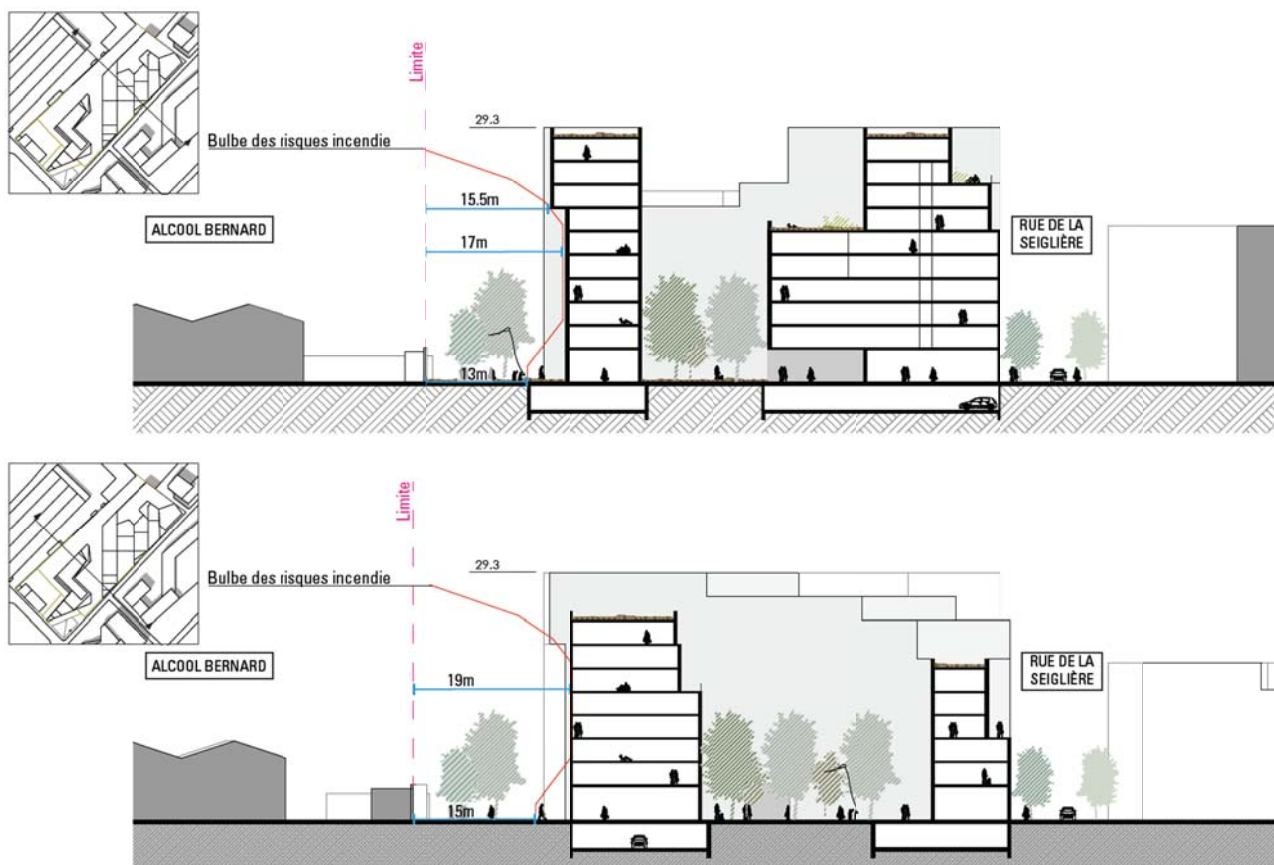 Limite
29.3
Bulbe des risques incendie
15.5m
ALCOOL BERNARD
RUE DE LA
SEIGLIÈRE
17m
13m
Limite
29.3
Bulbe des risques incendie
ALCOOL BERNARD
RUE DE LA
SEIGLIÈRE
19m
15m